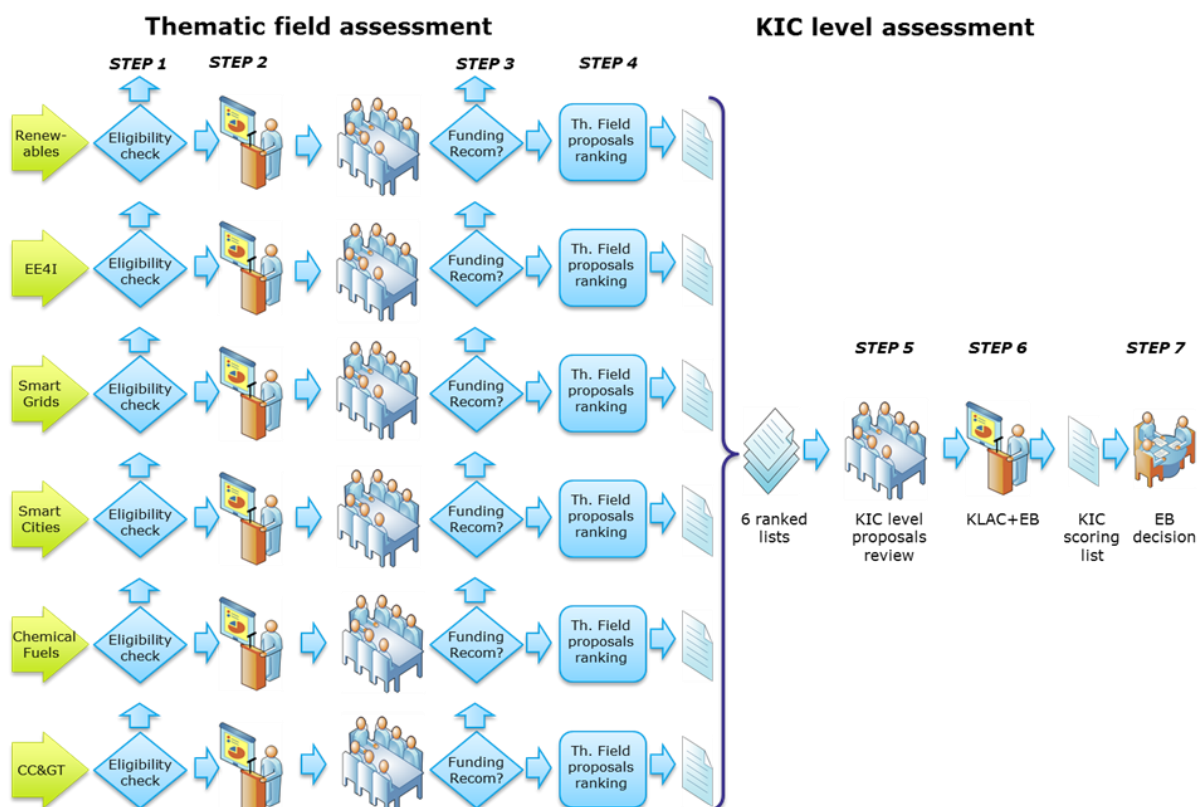 Thematic field assessment
KIC level assessment
STEP 1
STEP 2
STEP 3
STEP 4
Renew-
ables
Eligibility
check
Funding
Recom?
Th. Field
proposals
ranking
EE4I
Eligibility
check
Funding
Recom?
Th. Field
proposals
ranking
Smart
Grids
Eligibility
check
Funding
Recom?
Th. Field
proposals
ranking
Smart
Cities
Eligibility
check
Funding
Recom?
Th. Field
proposals
ranking
Chemical
Fuels
Eligibility
check
Funding
Recom?
Th. Field
proposals
ranking
CC&GT
Eligibility
check
Funding
Recom?
Th. Field
proposals
ranking
STEP 5
STEP 6
STEP 7
6 ranked
lists
KIC level
proposals
review
KLAC+EB
KIC
scoring
list
EB
decision